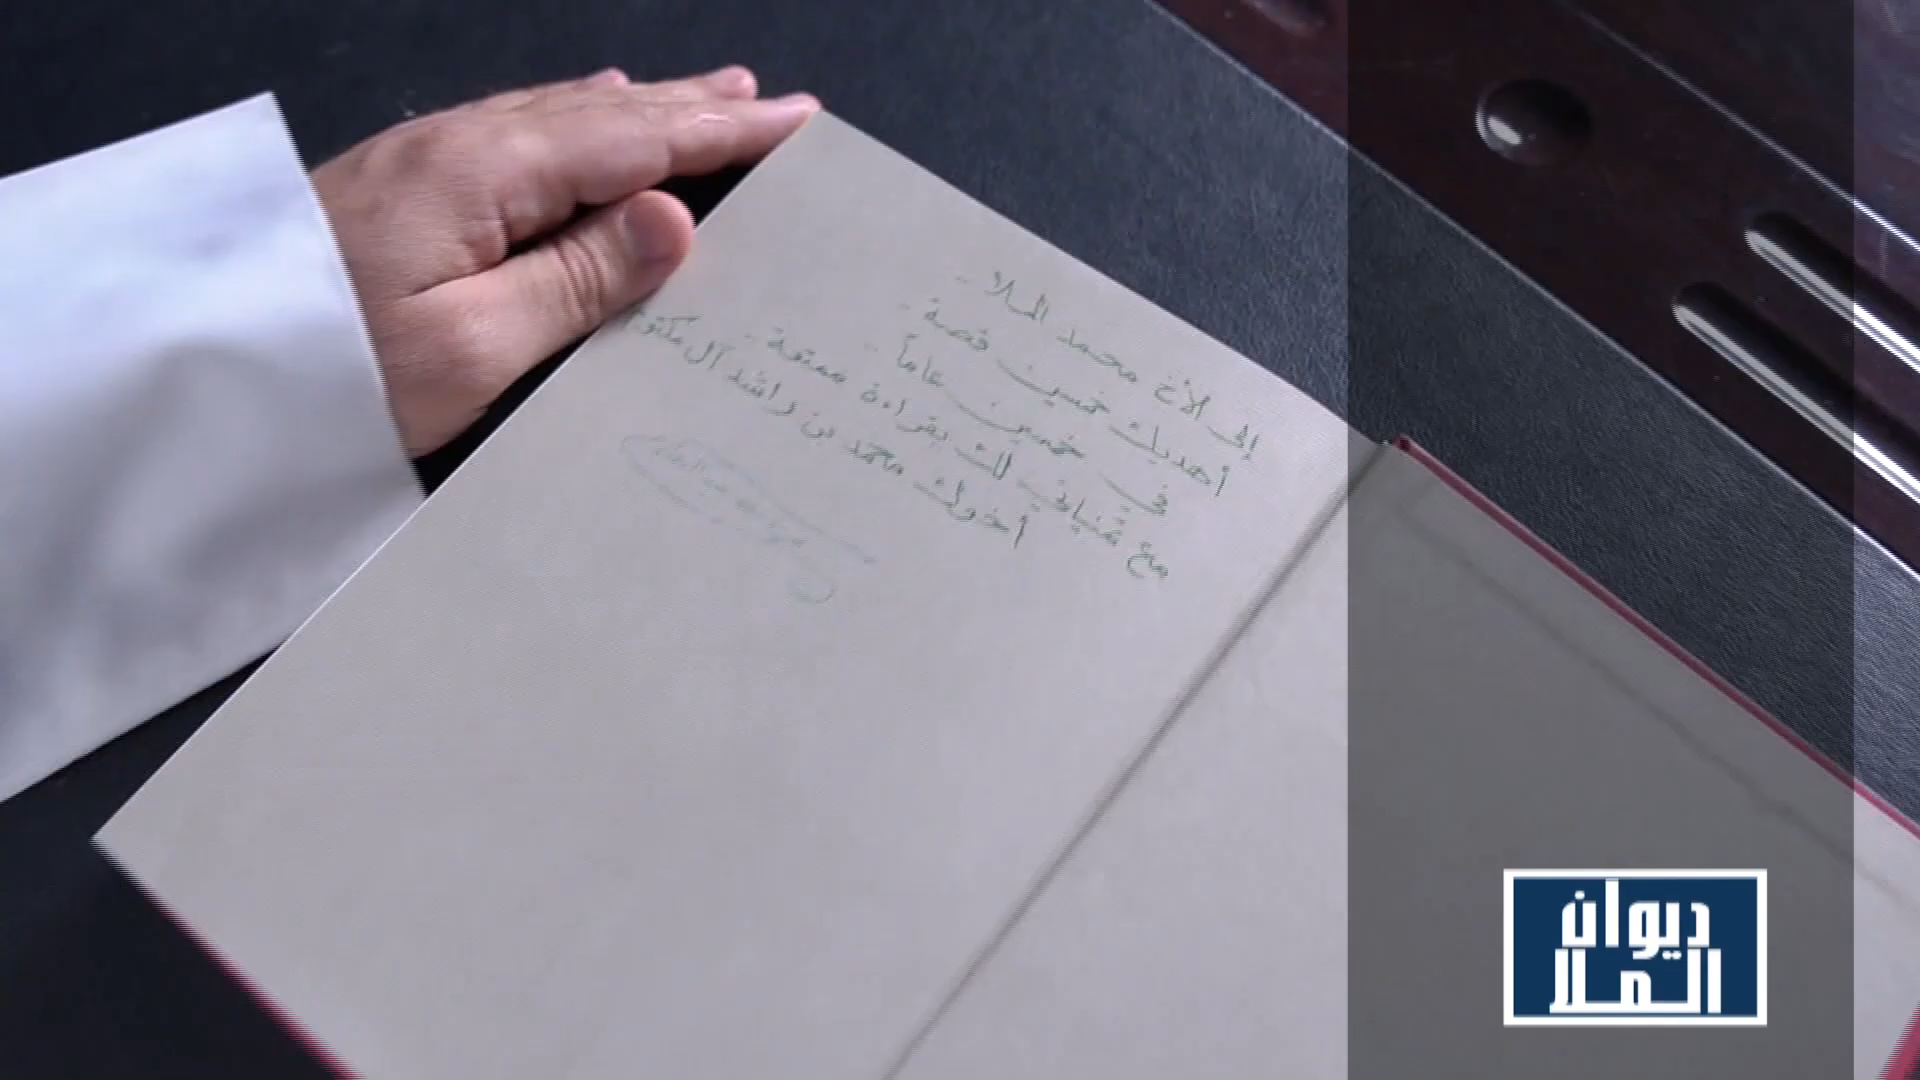 إلى الأخ محمد الملا ..
أهديك خمسين قصة ..
في خمسين عاماً ..
مع تمنياتي لك بقراءة ممتعة ..
أخوك محمد بن راشد آل مكتوم
ديوان
الملا